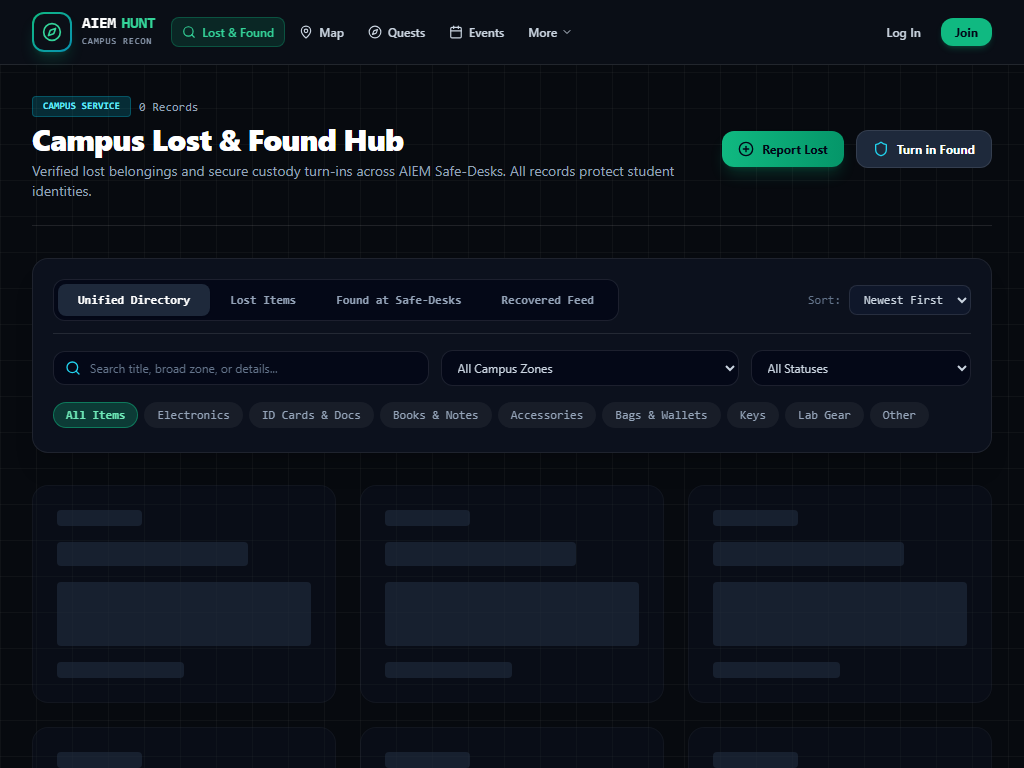 AIEM HUNT
CAMPUS RECON
Lost & Found
Map
Quests
Events
More
Log In
Join
CAMPUS SERVICE
0 Records
Campus Lost & Found Hub
Verified lost belongings and secure custody turn-ins across AIEM Safe-Desks. All records protect student
identities.
Report Lost
Turn in Found
Unified Directory
Lost Items
Found at Safe-Desks
Recovered Feed
Sort:
Newest First
Search title, broad zone, or details...
All Campus Zones
All Statuses
All Items
Electronics
ID Cards & Docs
Books & Notes
Accessories
Bags & Wallets
Keys
Lab Gear
Other